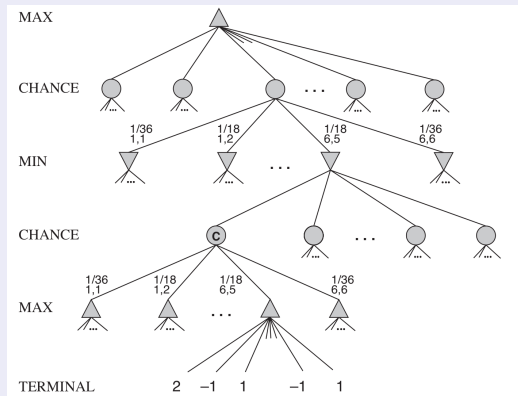 MAX
...
CHANCE
... ... ... ... ...
1/36 1/18 1/18 1/36
1,1 1,2 6,5 6,6
MIN
... ... ... ...
CHANCE
C
...
... ... ...
1/36 1/18 1/18 1/36
1,1 1,2 6,5 6,6
MAX
...
... ... ...
TERMINAL 2 –1 1 –1 1